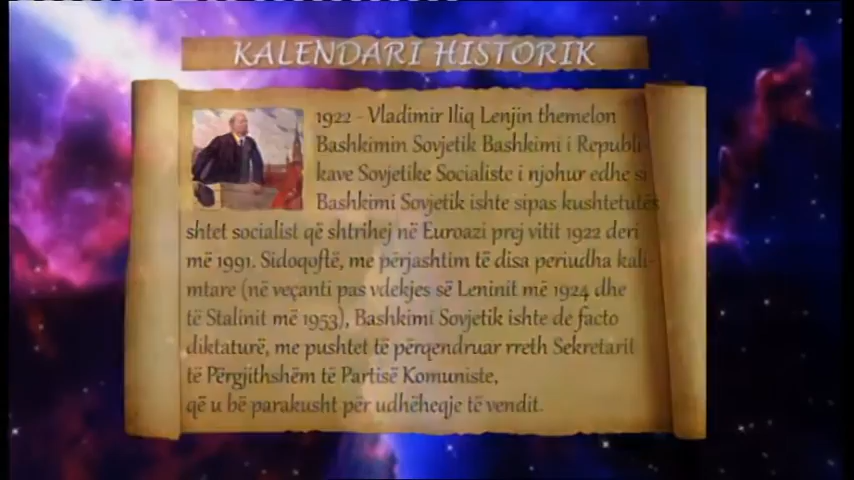 KALENDARI HISTORIK
1922 - Vladimir Iliq Lenjin themelon
Bashkimin Sovjetik Bashkimi i Republi-
kave Sovjetike Socialiste i njohur edhe si
Bashkimi Sovjetik ishte sipas kushtetutës
shtet socialist që shtrihej në Euroazi prej vitit 1922 deri
më 1991. Sidoqoftë, me përjashtim të disa periudha kali-
mtare (në veçanti pas vdekjes së Leninit më 1924 dhe
të Stalinit më 1953), Bashkimi Sovjetik ishte de facto
diktaturë, me pushtet të përqendruar rreth Sekretarit
të Përgjithshëm të Partisë Komuniste,
që u bë parakusht për udhëheqje të vendit.